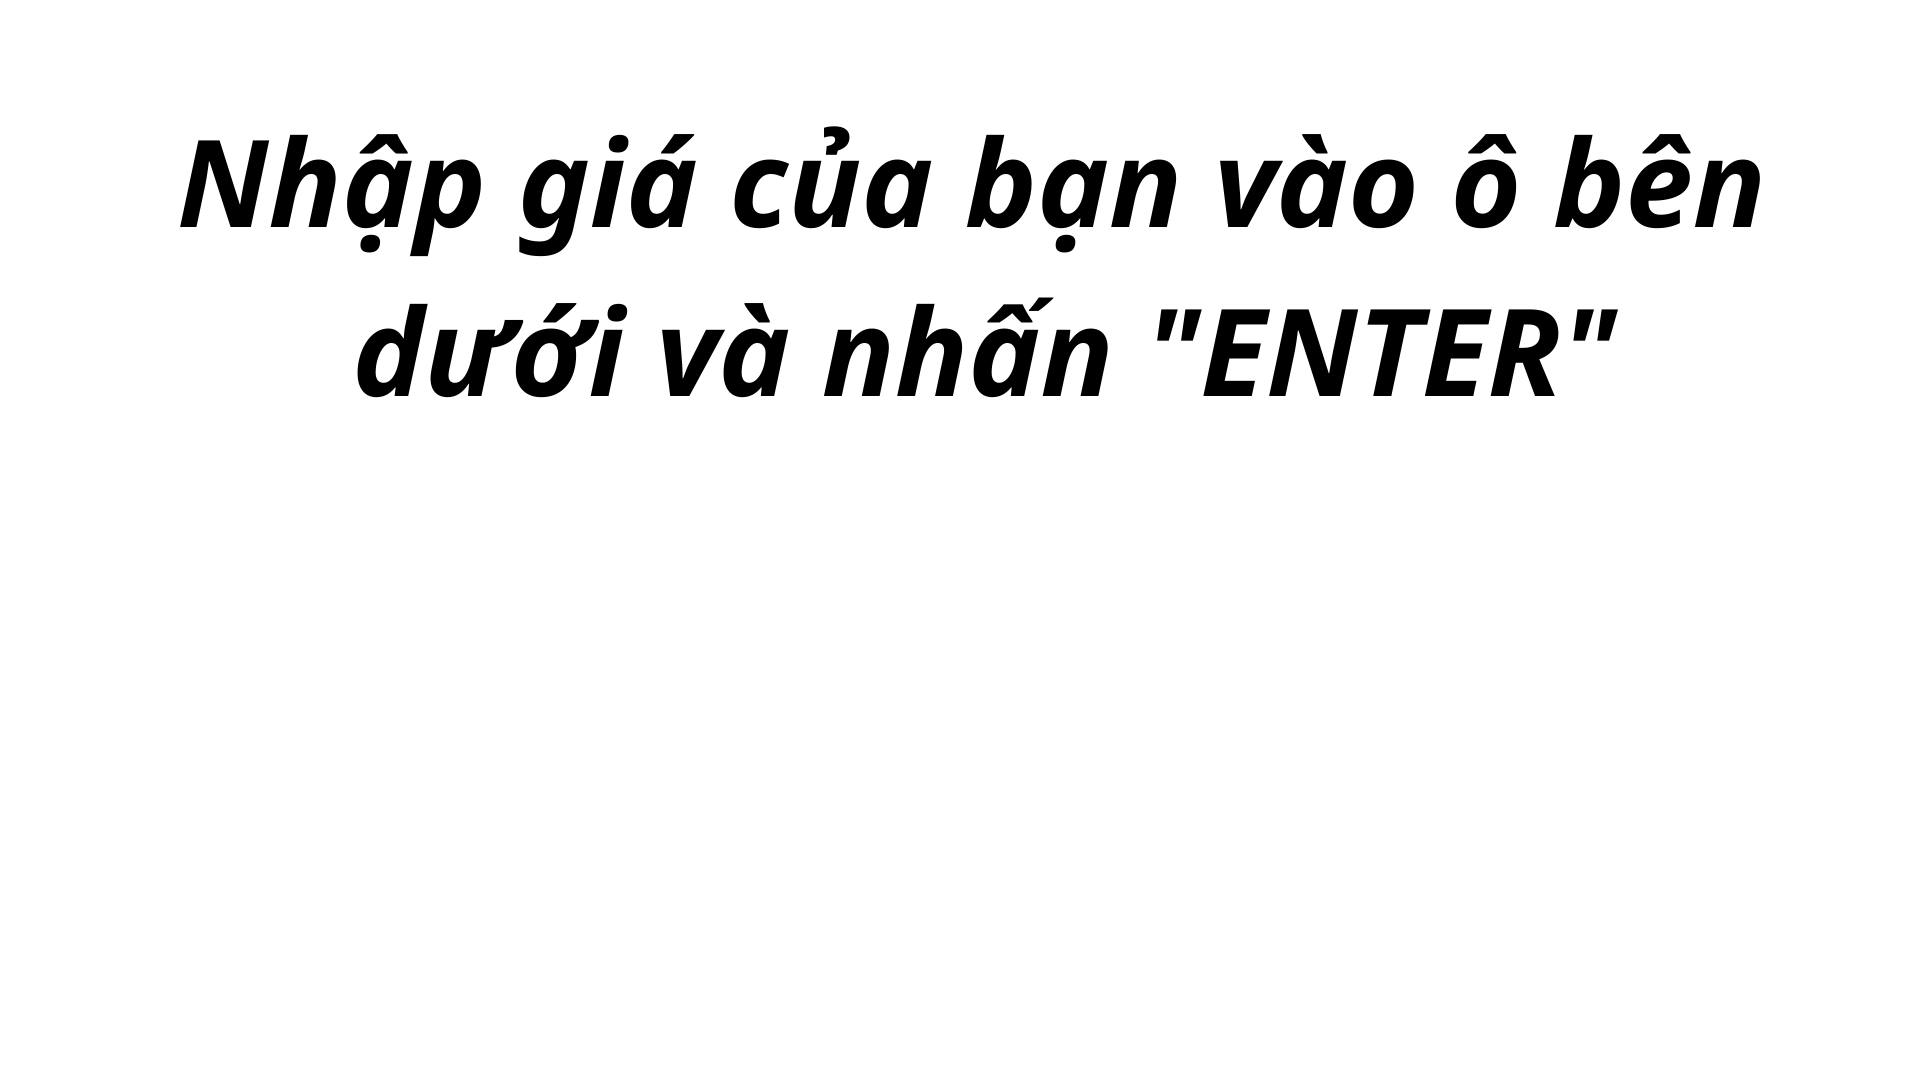 Nhập giá của bạn vào ô bên
dưới và nhấn "ENTER"